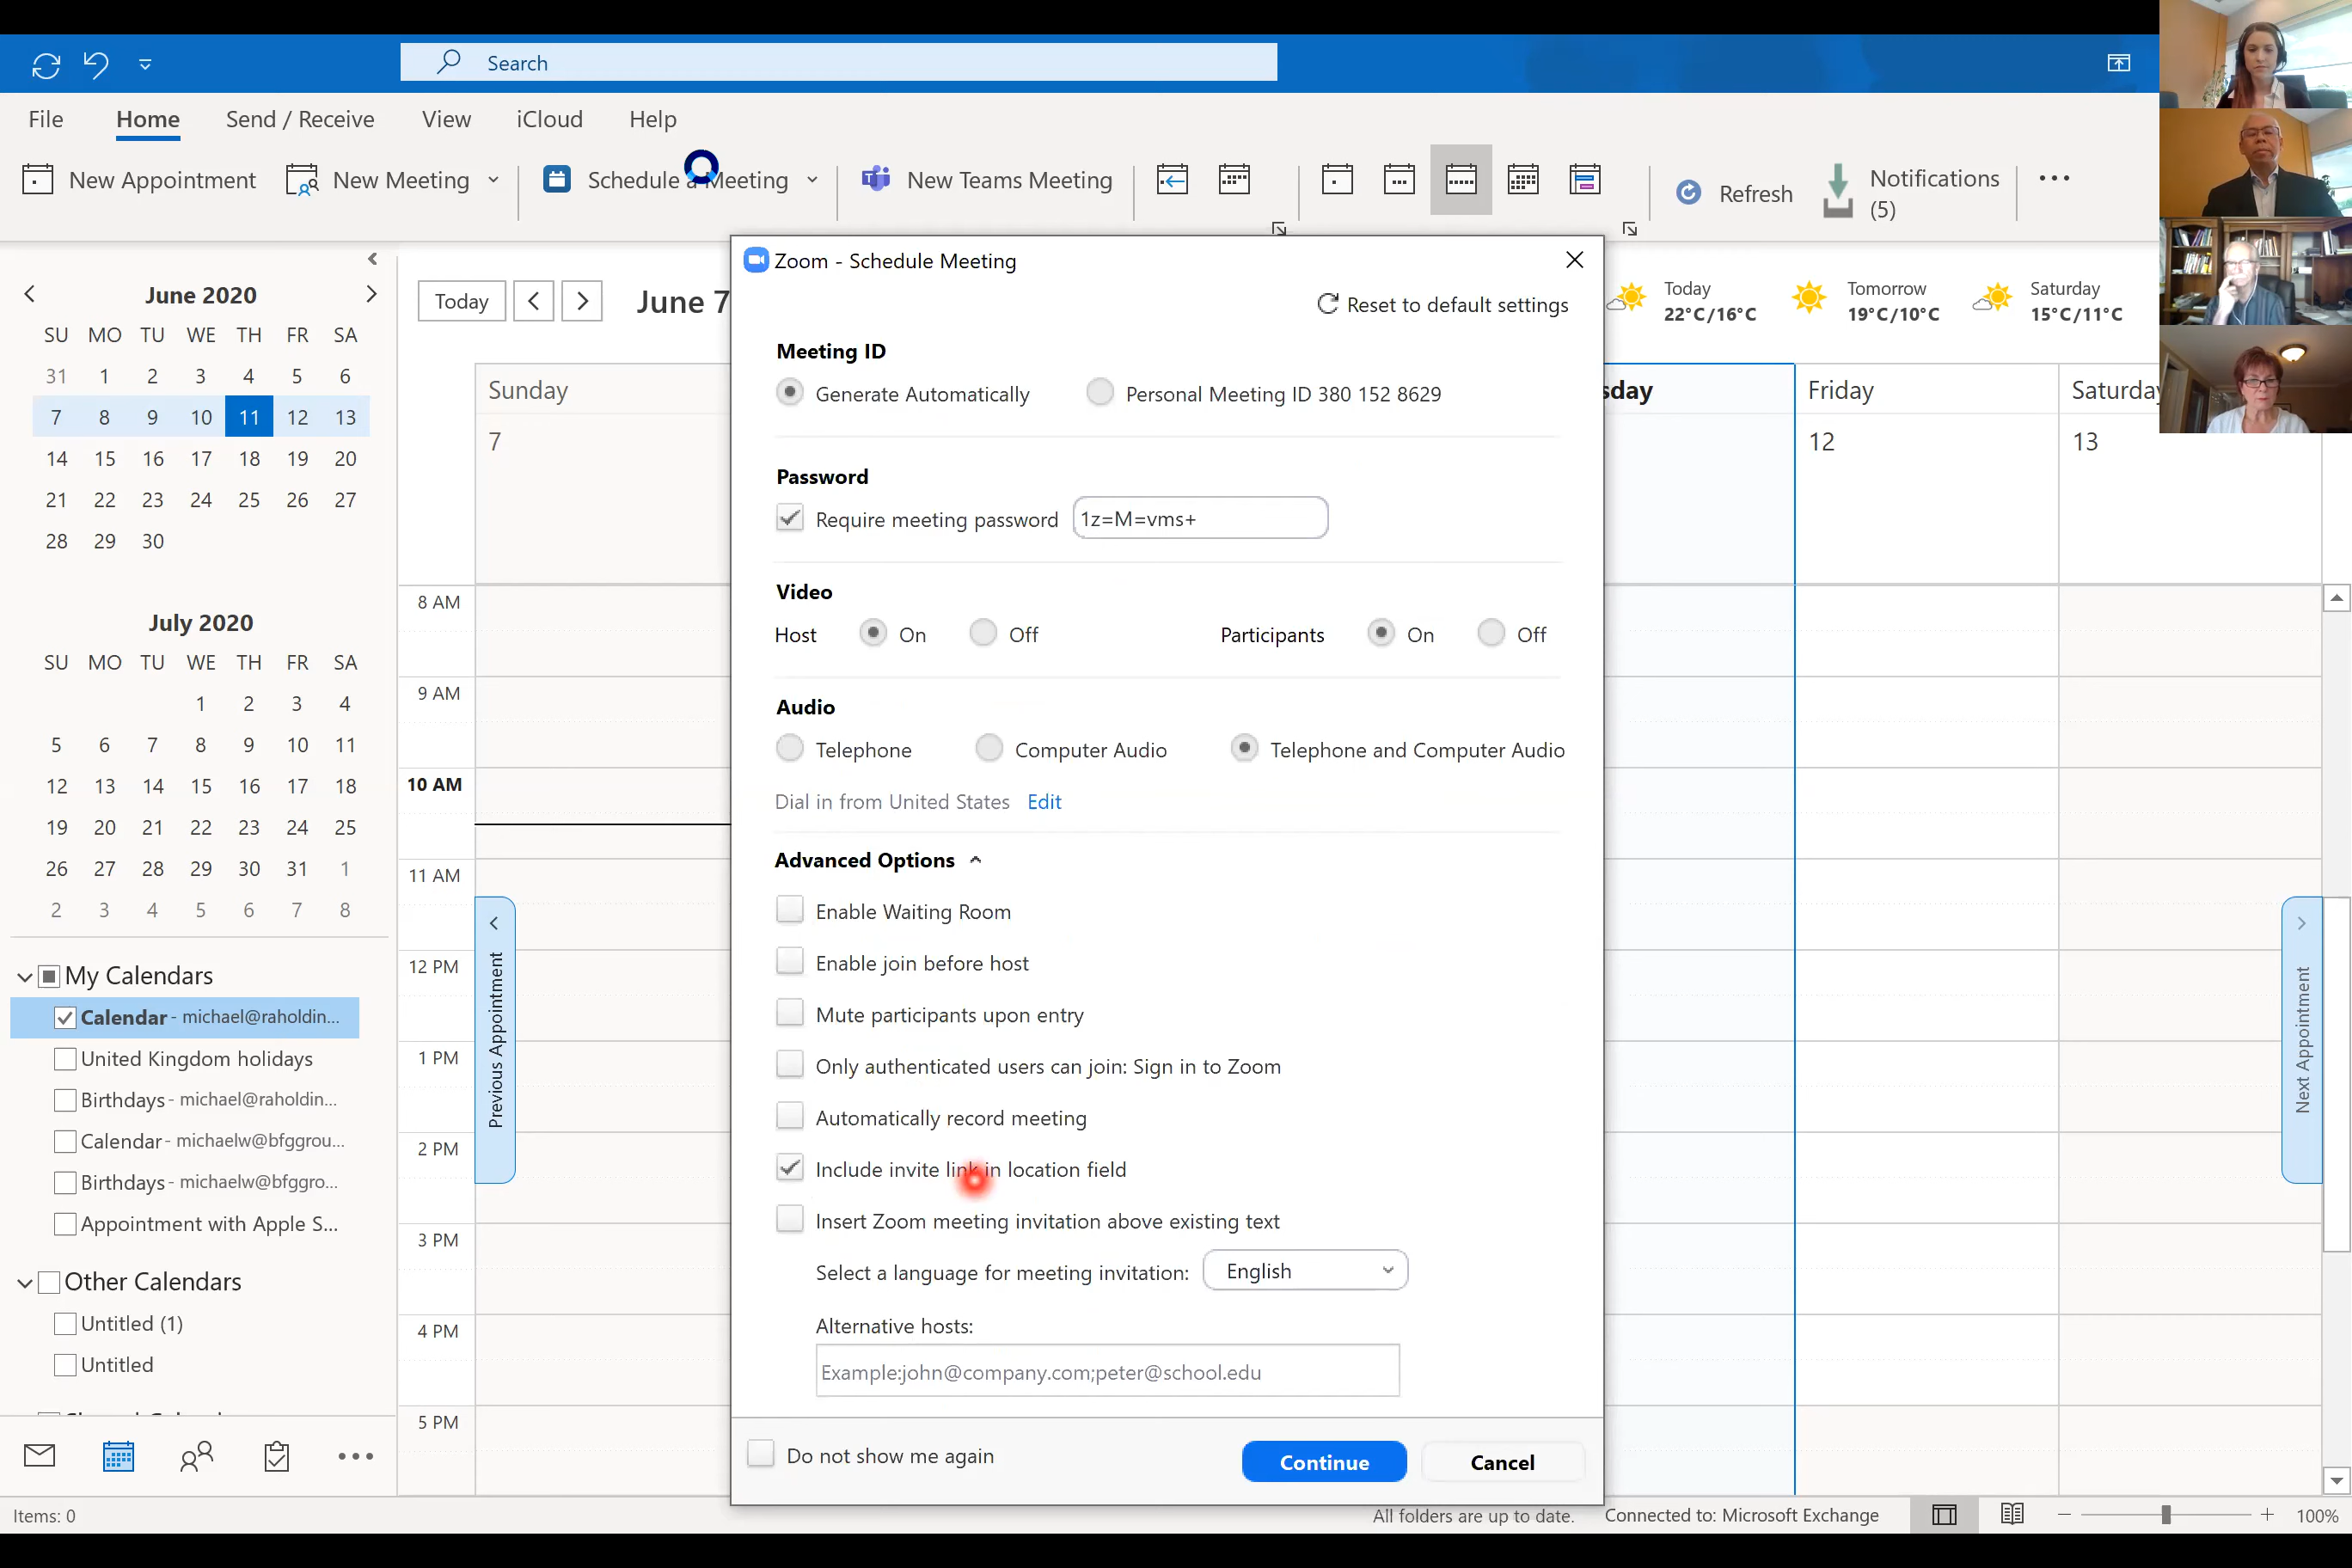 Search
File Home Send / Receive View iCloud Help
New Appointment New Meeting Schedule a Meeting New Teams Meeting Refresh Notifications
(5)
June 2020
SU MO TU WE TH FR SA
31 1 2 3 4 5 6
7 8 9 10 11 12 13
14 15 16 17 18 19 20
21 22 23 24 25 26 27
28 29 30
July 2020
SU MO TU WE TH FR SA
1 2 3 4
5 6 7 8 9 10 11
12 13 14 15 16 17 18
19 20 21 22 23 24 25
26 27 28 29 30 31 1
2 3 4 5 6 7 8
My Calendars
Calendar - michael@raholdin...
United Kingdom holidays
Birthdays - michael@raholdin...
Calendar - michaelw@bfggrou...
Birthdays - michaelw@bfggro...
Appointment with Apple S...
Other Calendars
Untitled (1)
Untitled
Today June 7
Today
22°C/16°C
Tomorrow
19°C/10°C
Saturday
15°C/11°C
Sunday sday Friday Saturday
7 12 13
8 AM
9 AM
10 AM
11 AM
12 PM
1 PM
2 PM
3 PM
4 PM
5 PM
Previous Appointment
Next Appointment
Zoom - Schedule Meeting
Reset to default settings
Meeting ID
Generate Automatically Personal Meeting ID 380 152 8629
Password
Require meeting password 1z=M=vms+
Video
Host On Off Participants On Off
Audio
Telephone Computer Audio Telephone and Computer Audio
Dial in from United States Edit
Advanced Options
Enable Waiting Room
Enable join before host
Mute participants upon entry
Only authenticated users can join: Sign in to Zoom
Automatically record meeting
Include invite link in location field
Insert Zoom meeting invitation above existing text
Select a language for meeting invitation: English
Alternative hosts:
Example:john@company.com;peter@school.edu
Do not show me again Continue Cancel
Items: 0 All folders are up to date. Connected to: Microsoft Exchange 100%